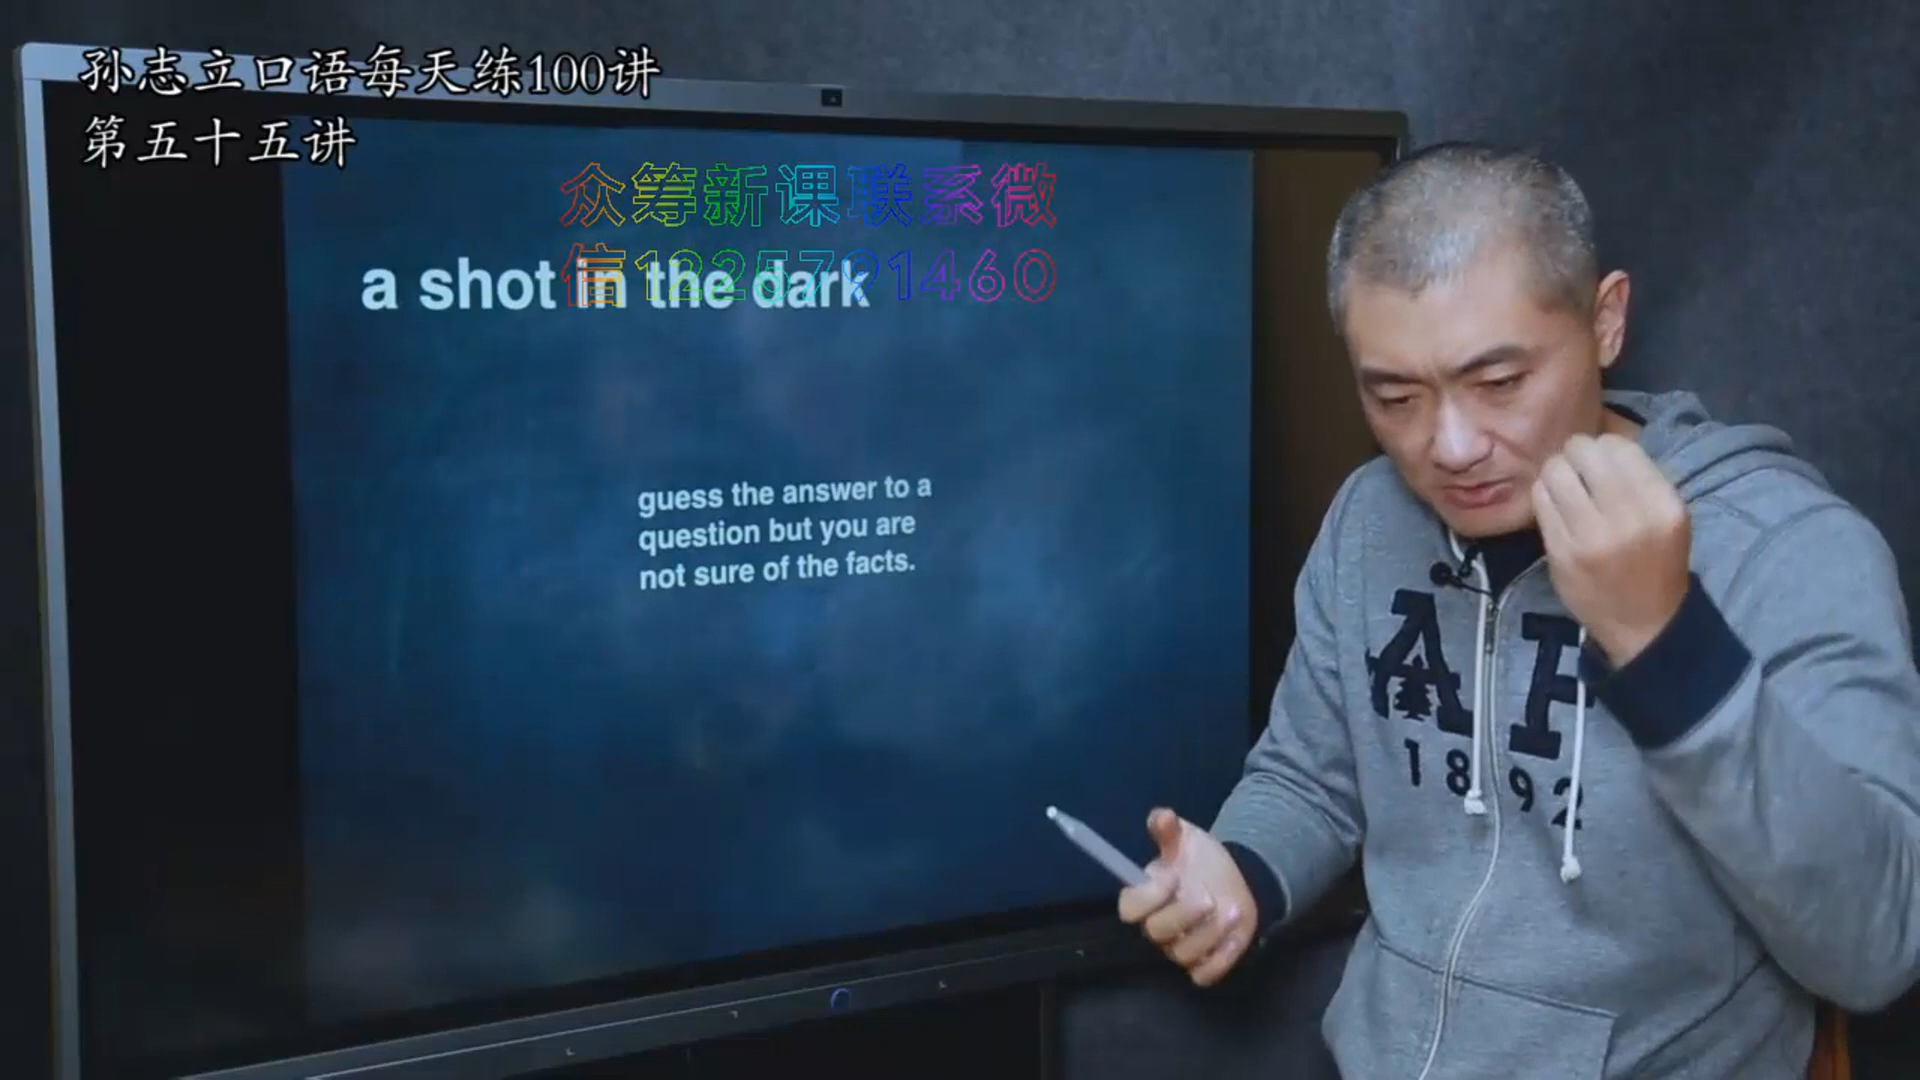 孙志立口语每天练100讲
第五十五讲
众筹新课联系微
信1225791460
a shot in the dark
guess the answer to a
question but you are
not sure of the facts.
A F
1892